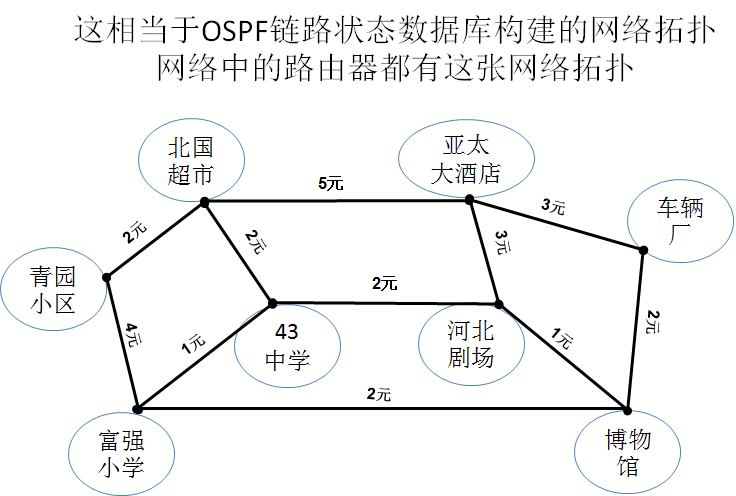 这相当于OSPF链路状态数据库构建的网络拓扑
网络中的路由器都有这张网络拓扑
北国
超市
亚太
大酒店
5元
3元
车辆
厂
2元
2元
3元
青园
小区
2元
4元
1元
43
中学
河北
剧场
1元
2元
2元
富强
小学
博物
馆